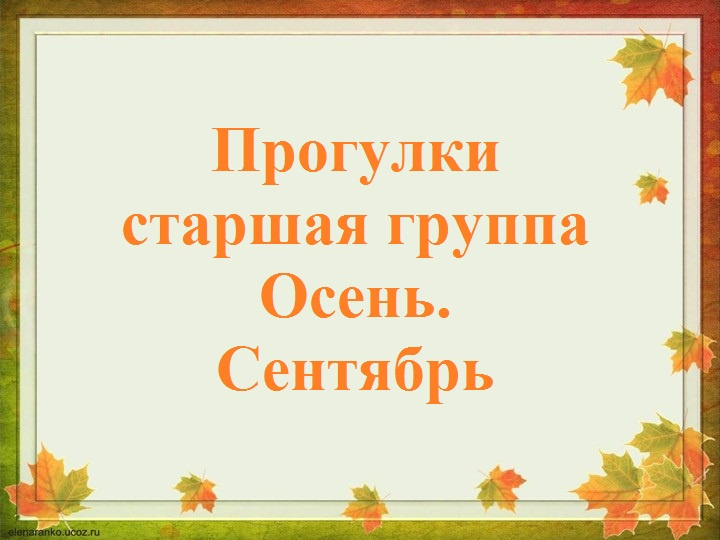 Прогулки
старшая группа
Осень.
Сентябрь
elenaranko.ucoz.ru